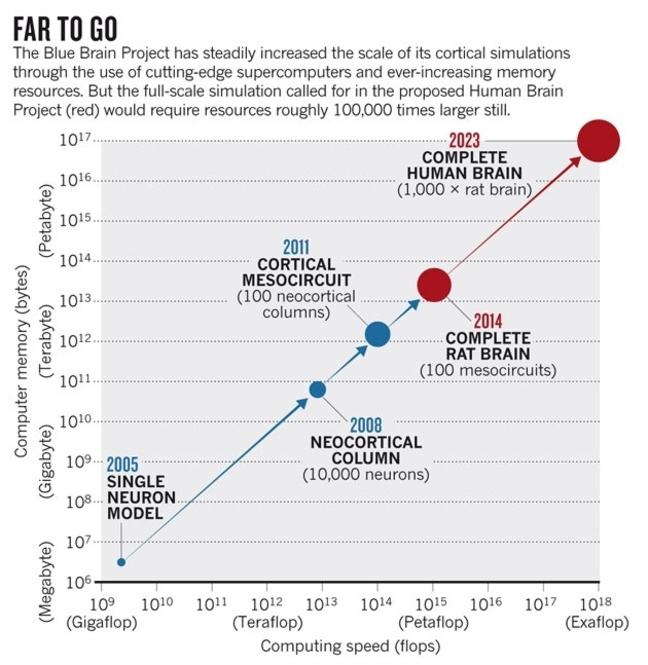 FAR TO GO
The Blue Brain Project has steadily increased the scale of its cortical simulations
through the use of cutting-edge supercomputers and ever-increasing memory
resources. But the full-scale simulation called for in the proposed Human Brain
Project (red) would require resources roughly 100,000 times larger still.
10¹⁷
2023
COMPLETE
HUMAN BRAIN
(1,000 × rat brain)
10¹⁶
(Petabyte)
10¹⁵
2011
CORTICAL
MESOCIRCUIT
(100 neocortical
columns)
10¹⁴
10¹³
2014
COMPLETE
RAT BRAIN
(100 mesocircuits)
Computer memory (bytes)
(Terabyte)
10¹²
10¹¹
10¹⁰
2008
NEOCORTICAL
COLUMN
(10,000 neurons)
(Gigabyte)
10⁹
2005
SINGLE
NEURON
MODEL
10⁸
10⁷
(Megabyte)
10⁶
10⁹ 10¹⁰ 10¹¹ 10¹² 10¹³ 10¹⁴ 10¹⁵ 10¹⁶ 10¹⁷ 10¹⁸
(Gigaflop) (Teraflop) (Petaflop) (Exaflop)
Computing speed (flops)